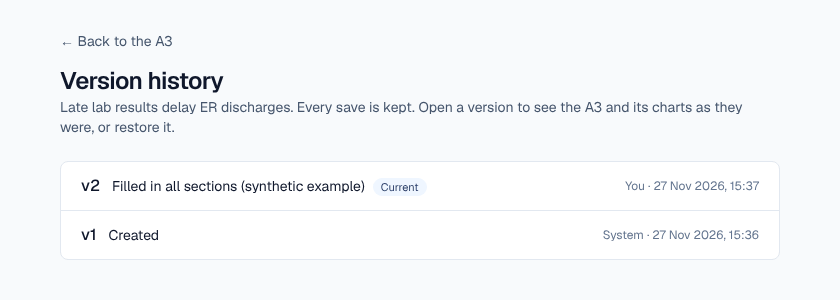 ← Back to the A3
Version history
Late lab results delay ER discharges. Every save is kept. Open a version to see the A3 and its charts as they
were, or restore it.
v2 Filled in all sections (synthetic example) Current You · 27 Nov 2026, 15:37
v1 Created System · 27 Nov 2026, 15:36